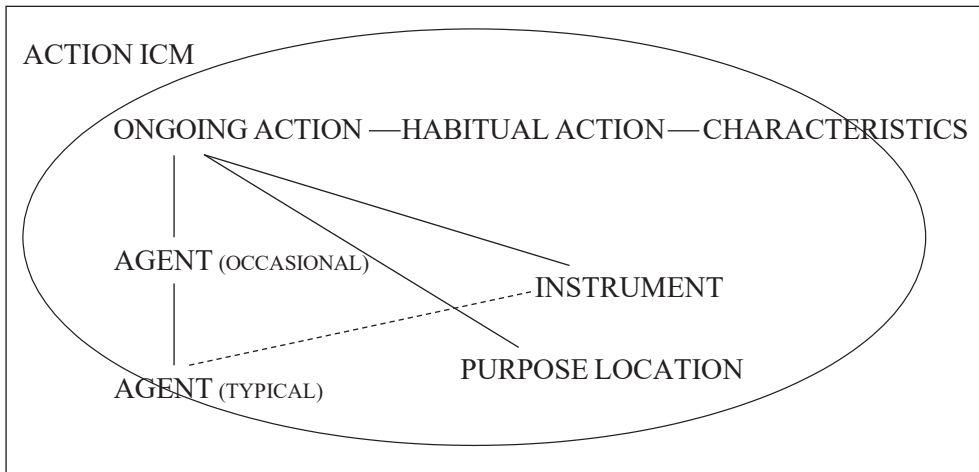 ACTION ICM
ONGOING ACTION — HABITUAL ACTION — CHARACTERISTICS
AGENT (OCCASIONAL)
INSTRUMENT
PURPOSE LOCATION
AGENT (TYPICAL)